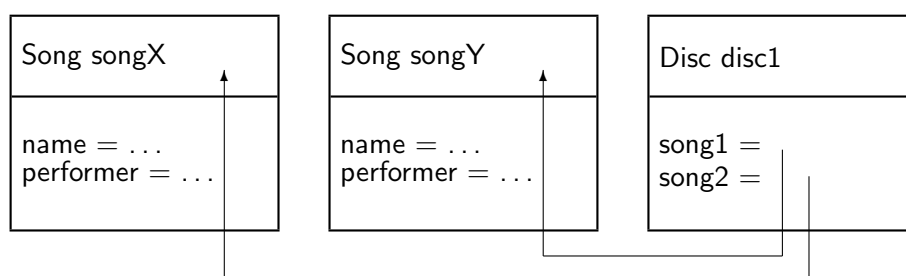 Song songX
name = ...
performer = ...
Song songY
name = ...
performer = ...
Disc disc1
song1 =
song2 =